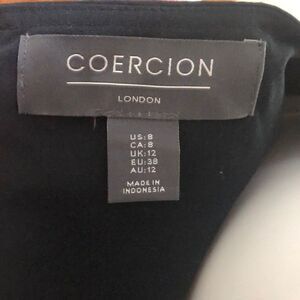 COERCION
LONDON
US: 8
CA: 8
UK: 12
EU: 38
AU: 12
MADE IN
INDONESIA